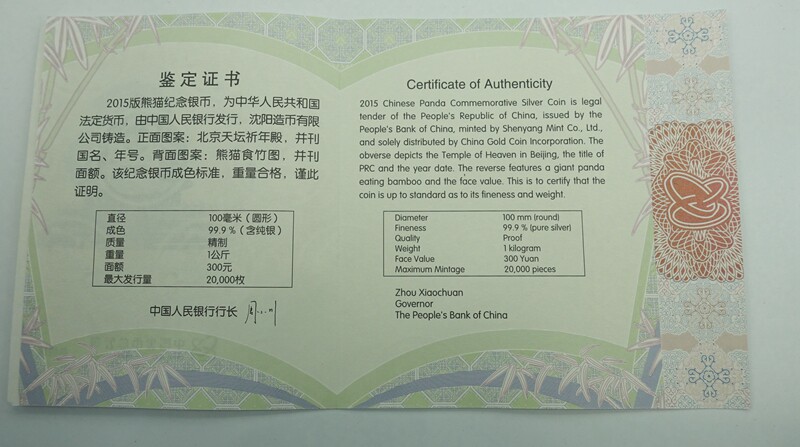 鉴定证书
2015版熊猫纪念银币，为中华人民共和国
法定货币，由中国人民银行发行，沈阳造币有限
公司铸造。正面图案：北京天坛祈年殿，并刊
国名、年号。背面图案：熊猫食竹图，并刊
面额。该纪念银币成色标准，重量合格，谨此
证明。
直径 100毫米（圆形）
成色 99.9％（含纯银）
质量 精制
重量 1公斤
面额 300元
最大发行量 20,000枚
中国人民银行行长
Certificate of Authenticity
2015 Chinese Panda Commemorative Silver Coin is legal
tender of the People's Republic of China, issued by the
People's Bank of China, minted by Shenyang Mint Co., Ltd.,
and solely distributed by China Gold Coin Incorporation. The
obverse depicts the Temple of Heaven in Beijing, the title of
PRC and the year date. The reverse features a giant panda
eating bamboo and the face value. This is to certify that the
coin is up to standard as to its fineness and weight.
Diameter 100 mm (round)
Fineness 99.9 % (pure silver)
Quality Proof
Weight 1 kilogram
Face Value 300 Yuan
Maximum Mintage 20,000 pieces
Zhou Xiaochuan
Governor
The People's Bank of China